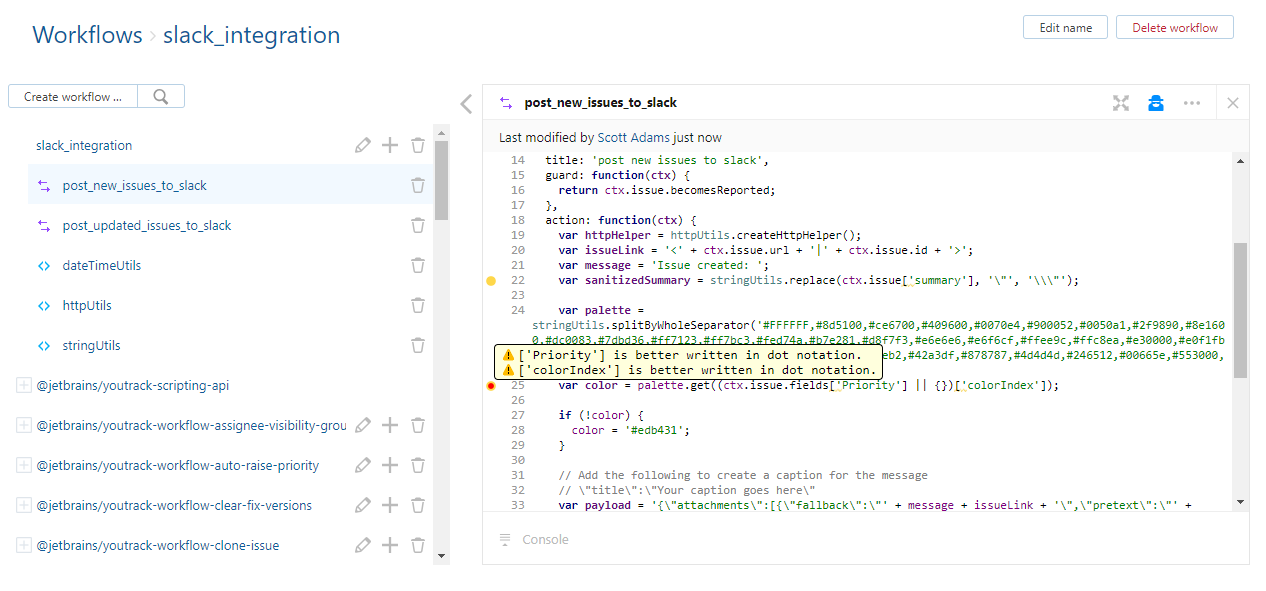 Workflows › slack_integration
Edit name
Delete workflow
Create workflow ...
slack_integration
post_new_issues_to_slack
post_updated_issues_to_slack
dateTimeUtils
httpUtils
stringUtils
@jetbrains/youtrack-scripting-api
@jetbrains/youtrack-workflow-assignee-visibility-grou
@jetbrains/youtrack-workflow-auto-raise-priority
@jetbrains/youtrack-workflow-clear-fix-versions
@jetbrains/youtrack-workflow-clone-issue
post_new_issues_to_slack
Last modified by Scott Adams just now
14 title: 'post new issues to slack',
15 guard: function(ctx) {
16 return ctx.issue.becomesReported;
17 },
18 action: function(ctx) {
19 var httpHelper = httpUtils.createHttpHelper();
20 var issueLink = '<' + ctx.issue.url + '|' + ctx.issue.id + '>';
21 var message = 'Issue created: ';
22 var sanitizedSummary = stringUtils.replace(ctx.issue['summary'], '\"', '\\\"');
23
24 var palette =
stringUtils.splitByWholeSeparator('#FFFFFF,#8d5100,#ce6700,#409600,#0070e4,#900052,#0050a1,#2f9890,#8e160
0,#dc0083,#7dbd36,#ff7123,#ff7bc3,#fed74a,#b7e281,#d8f7f3,#e6e6e6,#e6f6cf,#ffee9c,#ffc8ea,#e30000,#e0f1fb
['Priority'] is better written in dot notation.
eb2,#42a3df,#878787,#4d4d4d,#246512,#00665e,#553000,
['colorIndex'] is better written in dot notation.
25 var color = palette.get((ctx.issue.fields['Priority'] || {})['colorIndex']);
26
27 if (!color) {
28 color = '#edb431';
29 }
30
31 // Add the following to create a caption for the message
32 // \"title\":\"Your caption goes here\"
33 var payload = '{\"attachments\":[{\"fallback\":\"' + message + issueLink + '\",\"pretext\":\"' +
Console